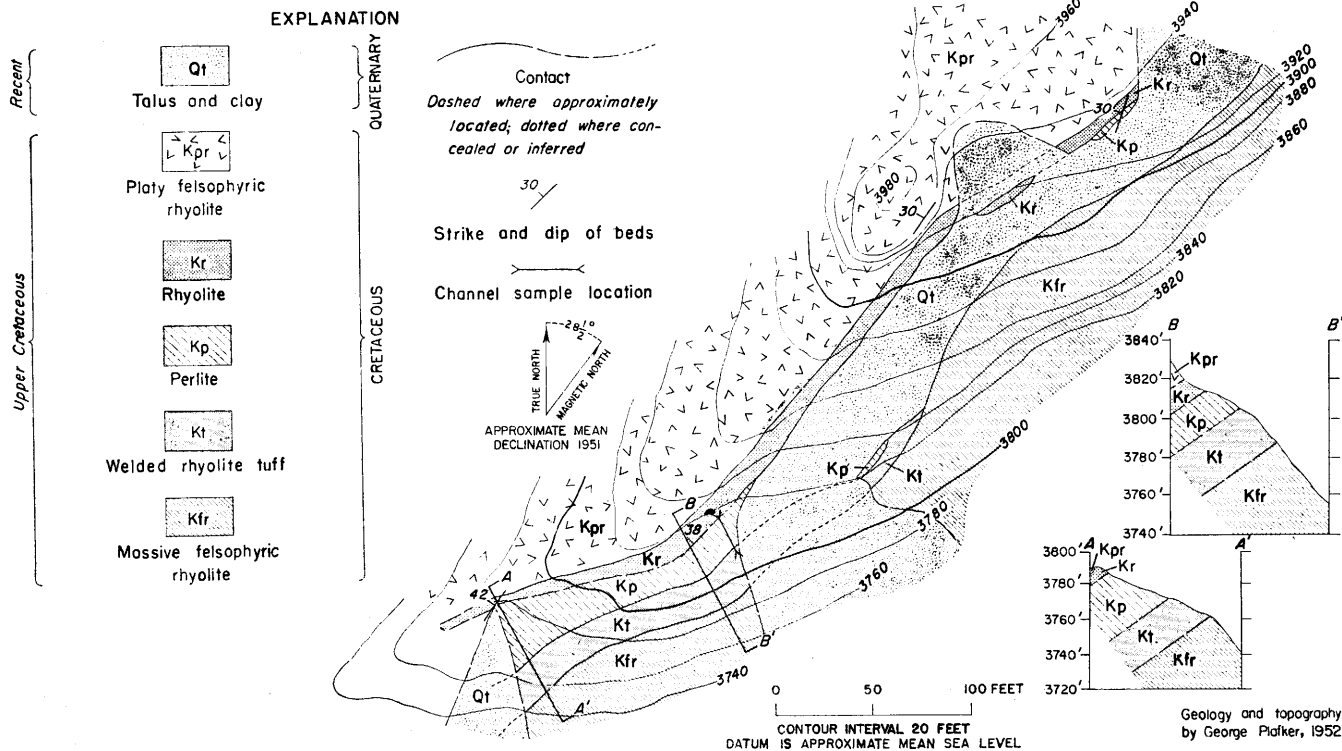 EXPLANATION
Recent
Qt
Talus and clay
QUATERNARY
Upper Cretaceous
Kpr
Platy felsophyric
rhyolite
Kr
Rhyolite
Kp
Perlite
Kt
Welded rhyolite tuff
Kfr
Massive felsophyric
rhyolite
CRETACEOUS
Contact
Dashed where approximately
located; dotted where con-
cealed or inferred
30
Strike and dip of beds
Channel sample location
28 1/2°
TRUE NORTH
MAGNETIC NORTH
APPROXIMATE MEAN
DECLINATION 1951
3960
3940
Kpr
Qt
3920
3900
3880
3860
Kr
30
Kp
3980
30
Kr
3840
3820
Kfr
Qt
3800
Kp
Kt
3780
3760
3740
B
38
Kpr
Kr
Kp
A
42
Kt
Kfr
B'
Qt
A'
B
B'
3840'
Kpr
3820'
Kr
3800'
Kp
3780'
Kt
3760'
Kfr
3740'
A
A'
3800'
Kpr
Kr
3780'
Kp
3760'
Kt
3740'
Kfr
3720'
0 50 100 FEET
CONTOUR INTERVAL 20 FEET
DATUM IS APPROXIMATE MEAN SEA LEVEL
Geology and topography
by George Plafker, 1952